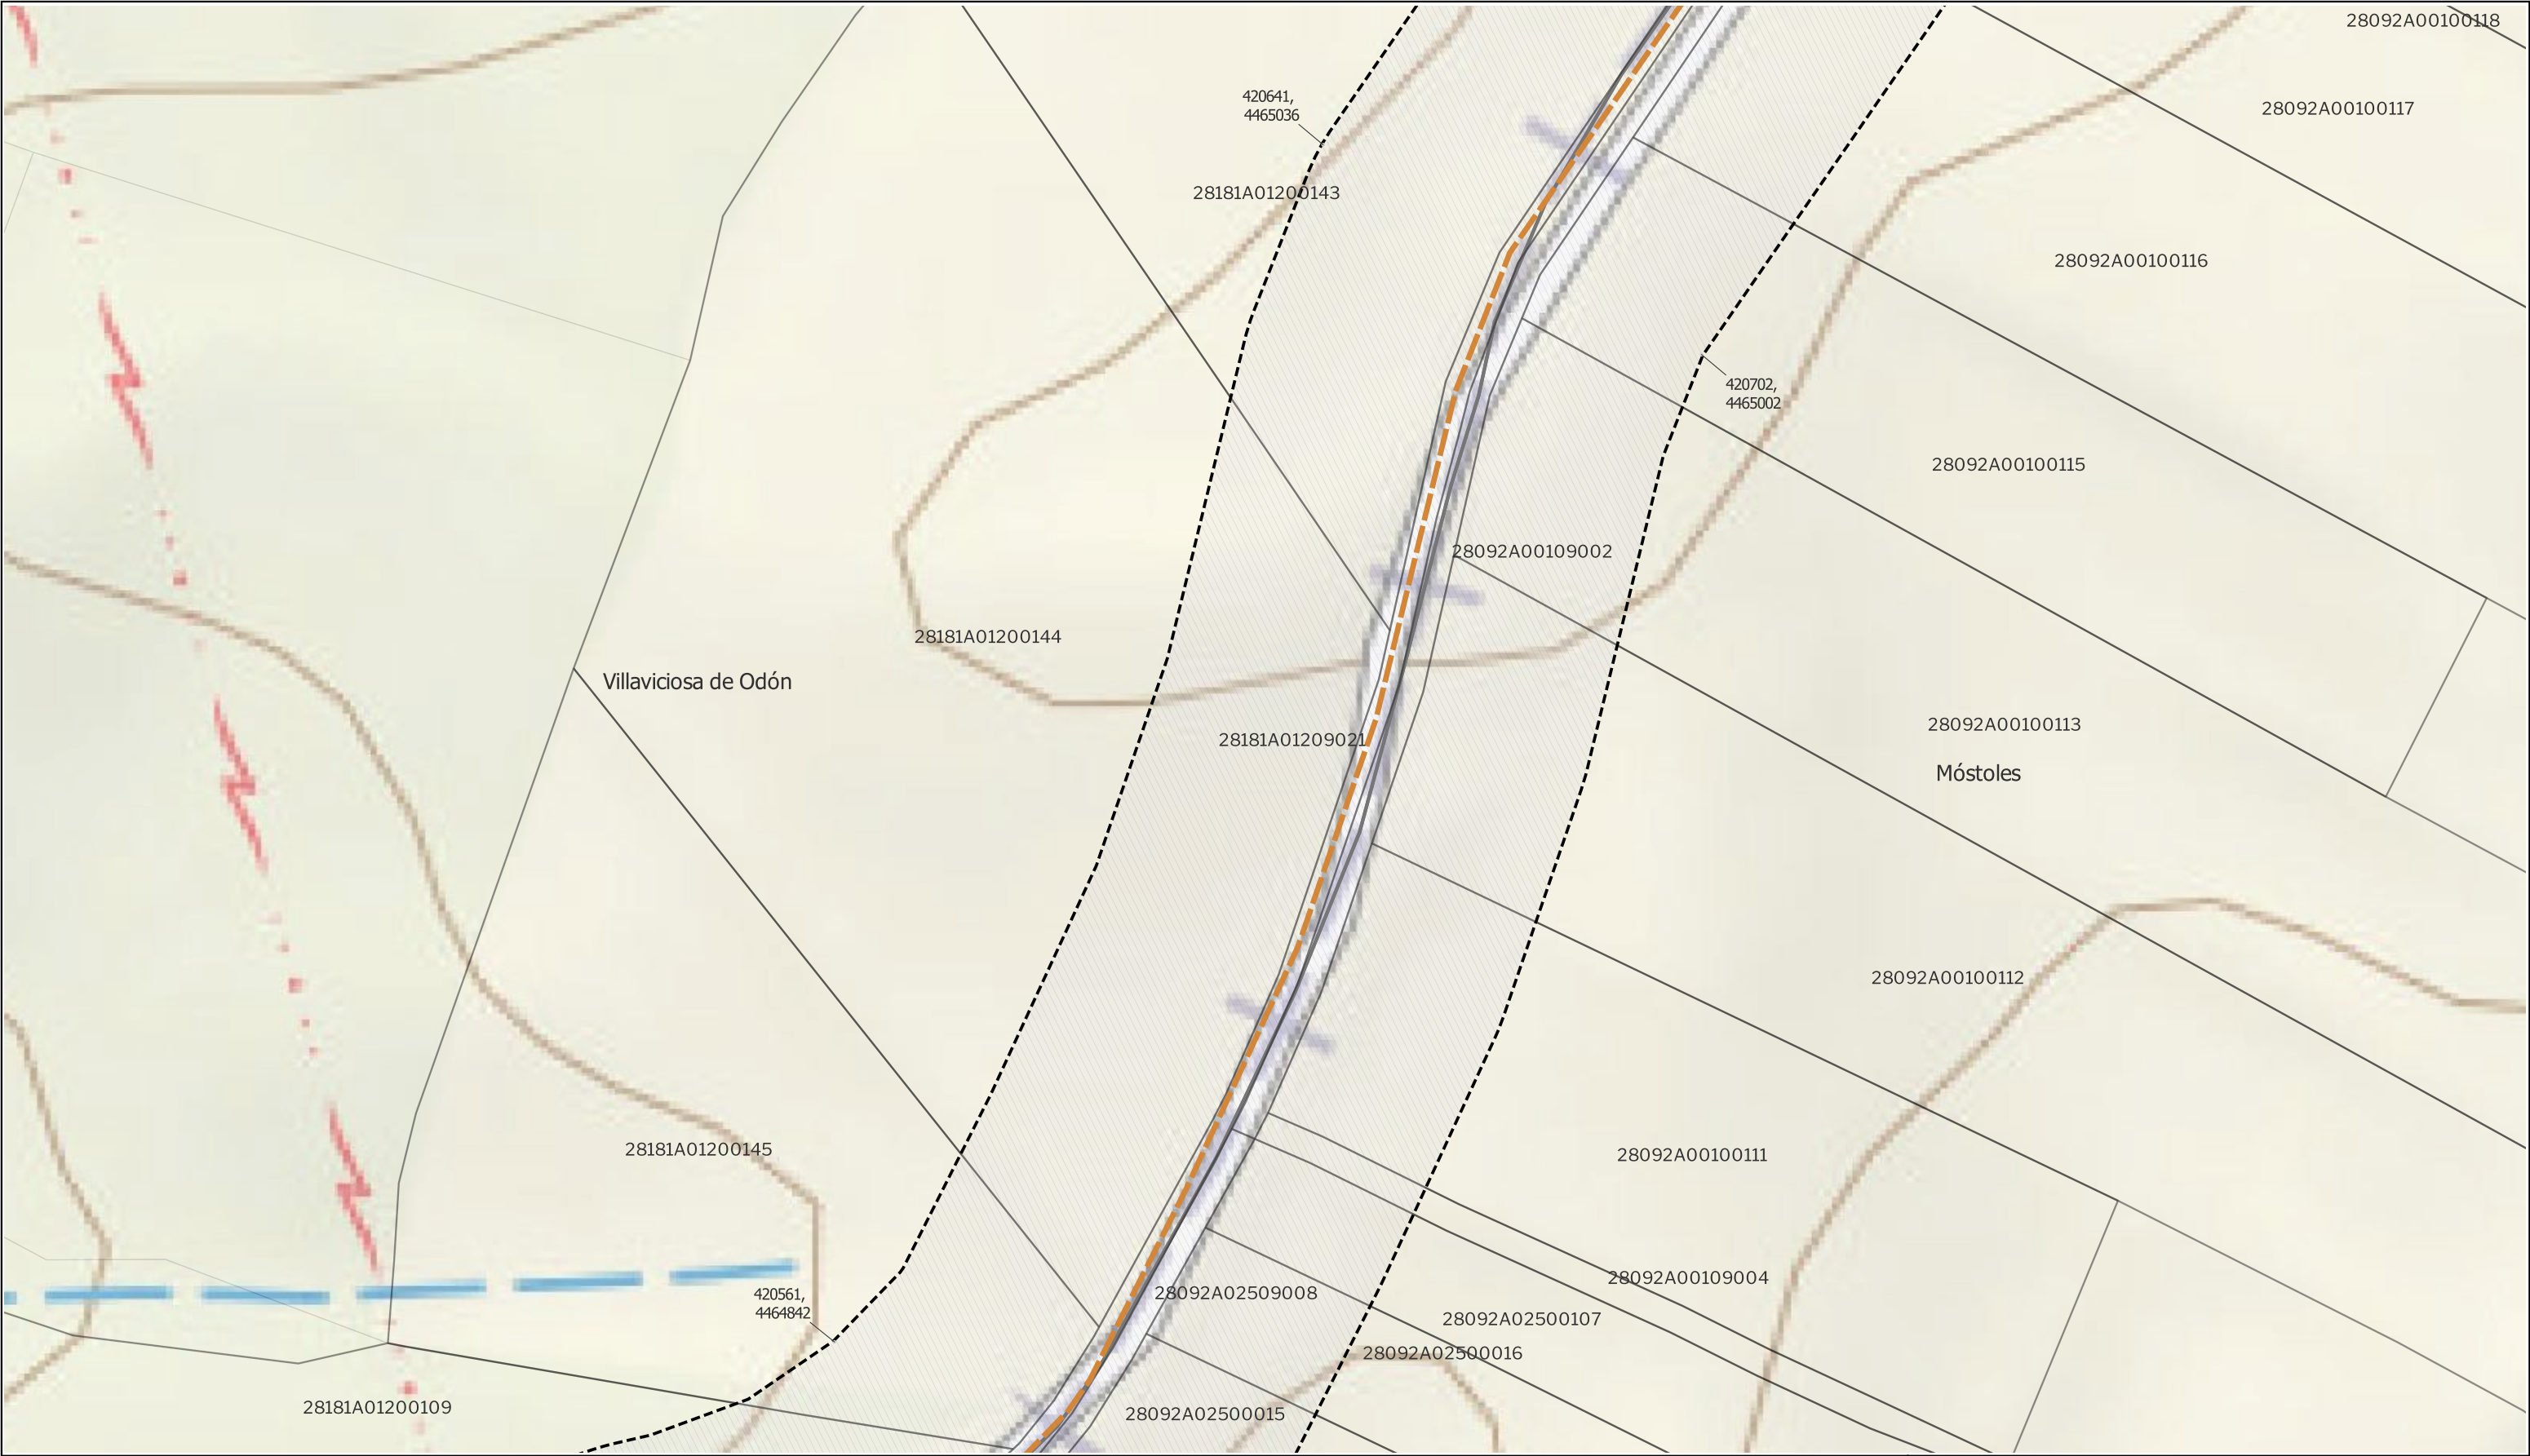 28092A00100118
420641,
4465036
28092A00100117
28181A01200143
28092A00100116
420702,
4465002
28092A00100115
28092A00109002
28181A01200144
Villaviciosa de Odón
28181A01209021
28092A00100113
Móstoles
28092A00100112
28181A01200145
28092A00100111
28092A00109004
420561,
4464842
28092A02509008
28092A02500107
28092A02500016
28181A01200109
28092A02500015